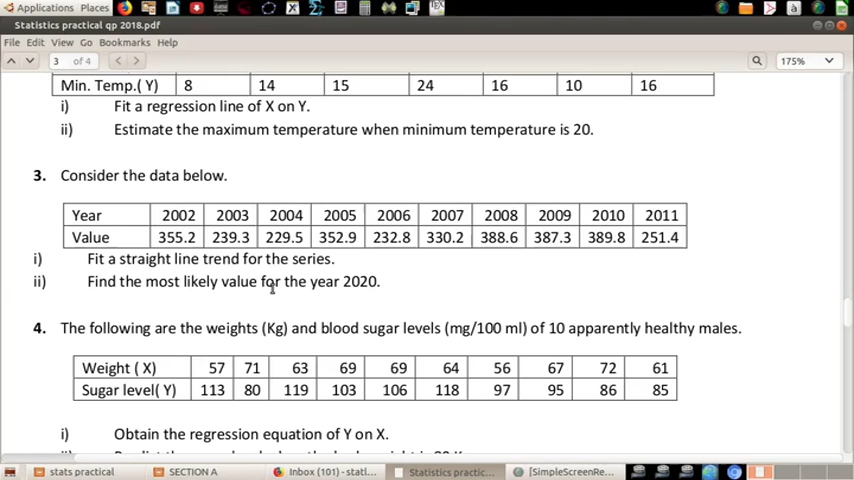 Applications Places
Statistics practical qp 2018.pdf
File Edit View Go Bookmarks Help
3 of 4
175%
Min. Temp.( Y) 8 14 15 24 16 10 16
i) Fit a regression line of X on Y.
ii) Estimate the maximum temperature when minimum temperature is 20.
3. Consider the data below.
Year 2002 2003 2004 2005 2006 2007 2008 2009 2010 2011
Value 355.2 239.3 229.5 352.9 232.8 330.2 388.6 387.3 389.8 251.4
i) Fit a straight line trend for the series.
ii) Find the most likely value for the year 2020.
4. The following are the weights (Kg) and blood sugar levels (mg/100 ml) of 10 apparently healthy males.
Weight ( X) 57 71 63 69 69 64 56 67 72 61
Sugar level( Y) 113 80 119 103 106 118 97 95 86 85
i) Obtain the regression equation of Y on X.
stats practical SECTION A Inbox (101) - statl... Statistics practic... [SimpleScreenRe...